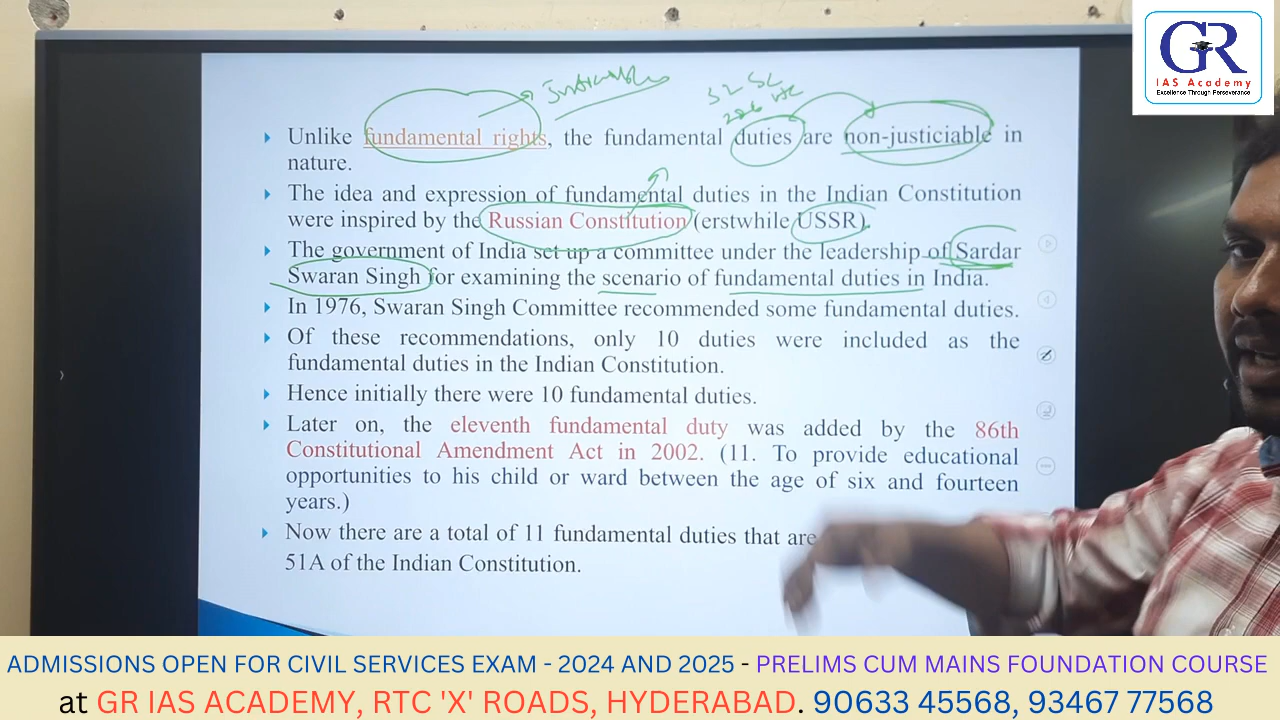 GR
IAS Academy
Excellence Through Perseverance
Justiciable
32 SC
226 HC
Unlike fundamental rights, the fundamental duties are non-justiciable in
nature.
The idea and expression of fundamental duties in the Indian Constitution
were inspired by the Russian Constitution (erstwhile USSR).
The government of India set up a committee under the leadership of Sardar
Swaran Singh for examining the scenario of fundamental duties in India.
In 1976, Swaran Singh Committee recommended some fundamental duties.
Of these recommendations, only 10 duties were included as the
fundamental duties in the Indian Constitution.
Hence initially there were 10 fundamental duties.
Later on, the eleventh fundamental duty was added by the 86th
Constitutional Amendment Act in 2002. (11. To provide educational
opportunities to his child or ward between the age of six and fourteen
years.)
Now there are a total of 11 fundamental duties that are
51A of the Indian Constitution.
ADMISSIONS OPEN FOR CIVIL SERVICES EXAM - 2024 AND 2025 - PRELIMS CUM MAINS FOUNDATION COURSE
at GR IAS ACADEMY, RTC 'X' ROADS, HYDERABAD. 90633 45568, 93467 77568